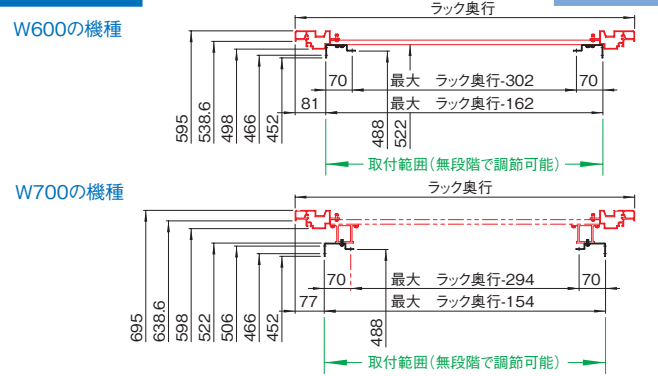 ラック奥行
W600の機種
70
最大 ラック奥行-302
70
81
最大 ラック奥行-162
595
538.6
498
466
452
488
522
取付範囲(無段階で調節可能)
W700の機種
ラック奥行
70
最大 ラック奥行-294
70
77
最大 ラック奥行-154
695
638.6
598
522
506
466
452
488
取付範囲(無段階で調節可能)